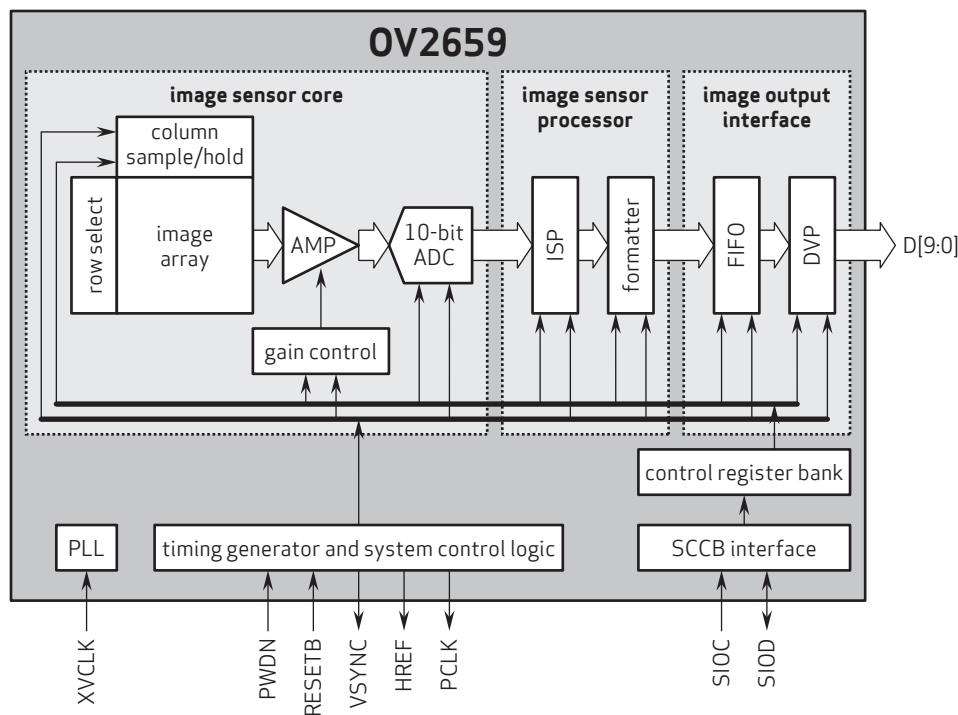 OV2659
image sensor core
image sensor
processor
image output
interface
column
sample/hold
row select
image
array
AMP
10-bit
ADC
ISP
formatter
FIFO
DVP
D[9:0]
gain control
control register bank
PLL
timing generator and system control logic
SCCB interface
XVCLK
PWDN
RESETB
VSYNC
HREF
PCLK
SIOC
SIOD